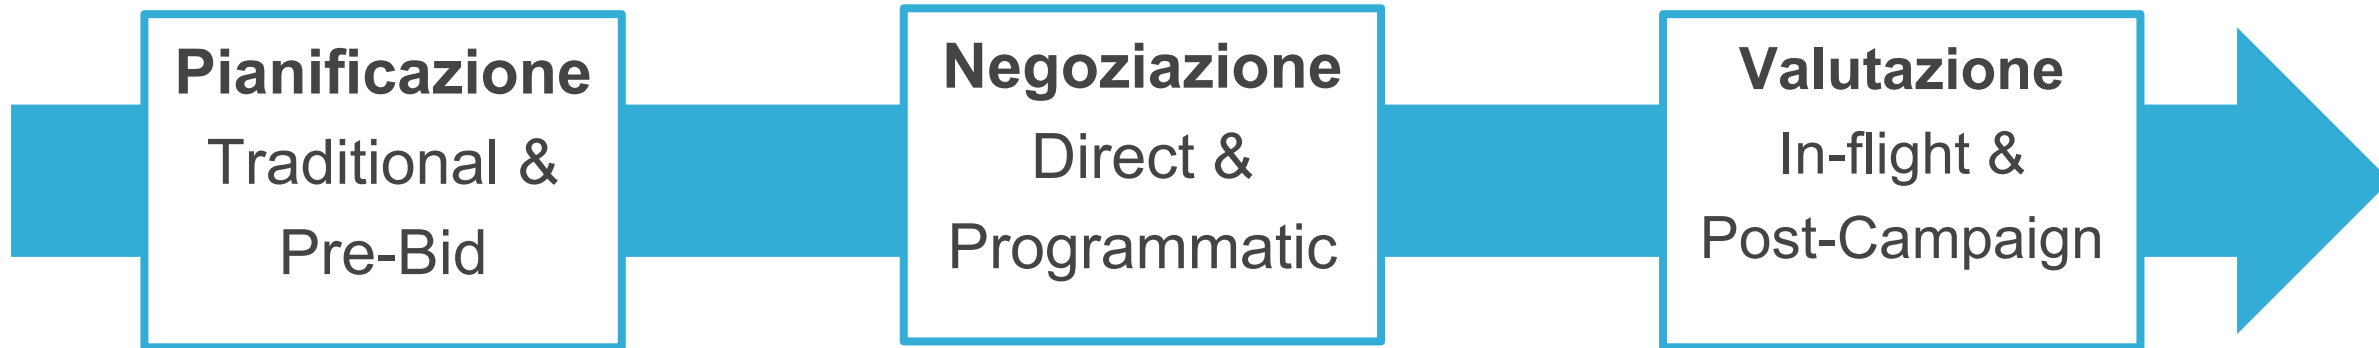 Pianificazione
Traditional &
Pre-Bid
Negoziazione
Direct &
Programmatic
Valutazione
In-flight &
Post-Campaign